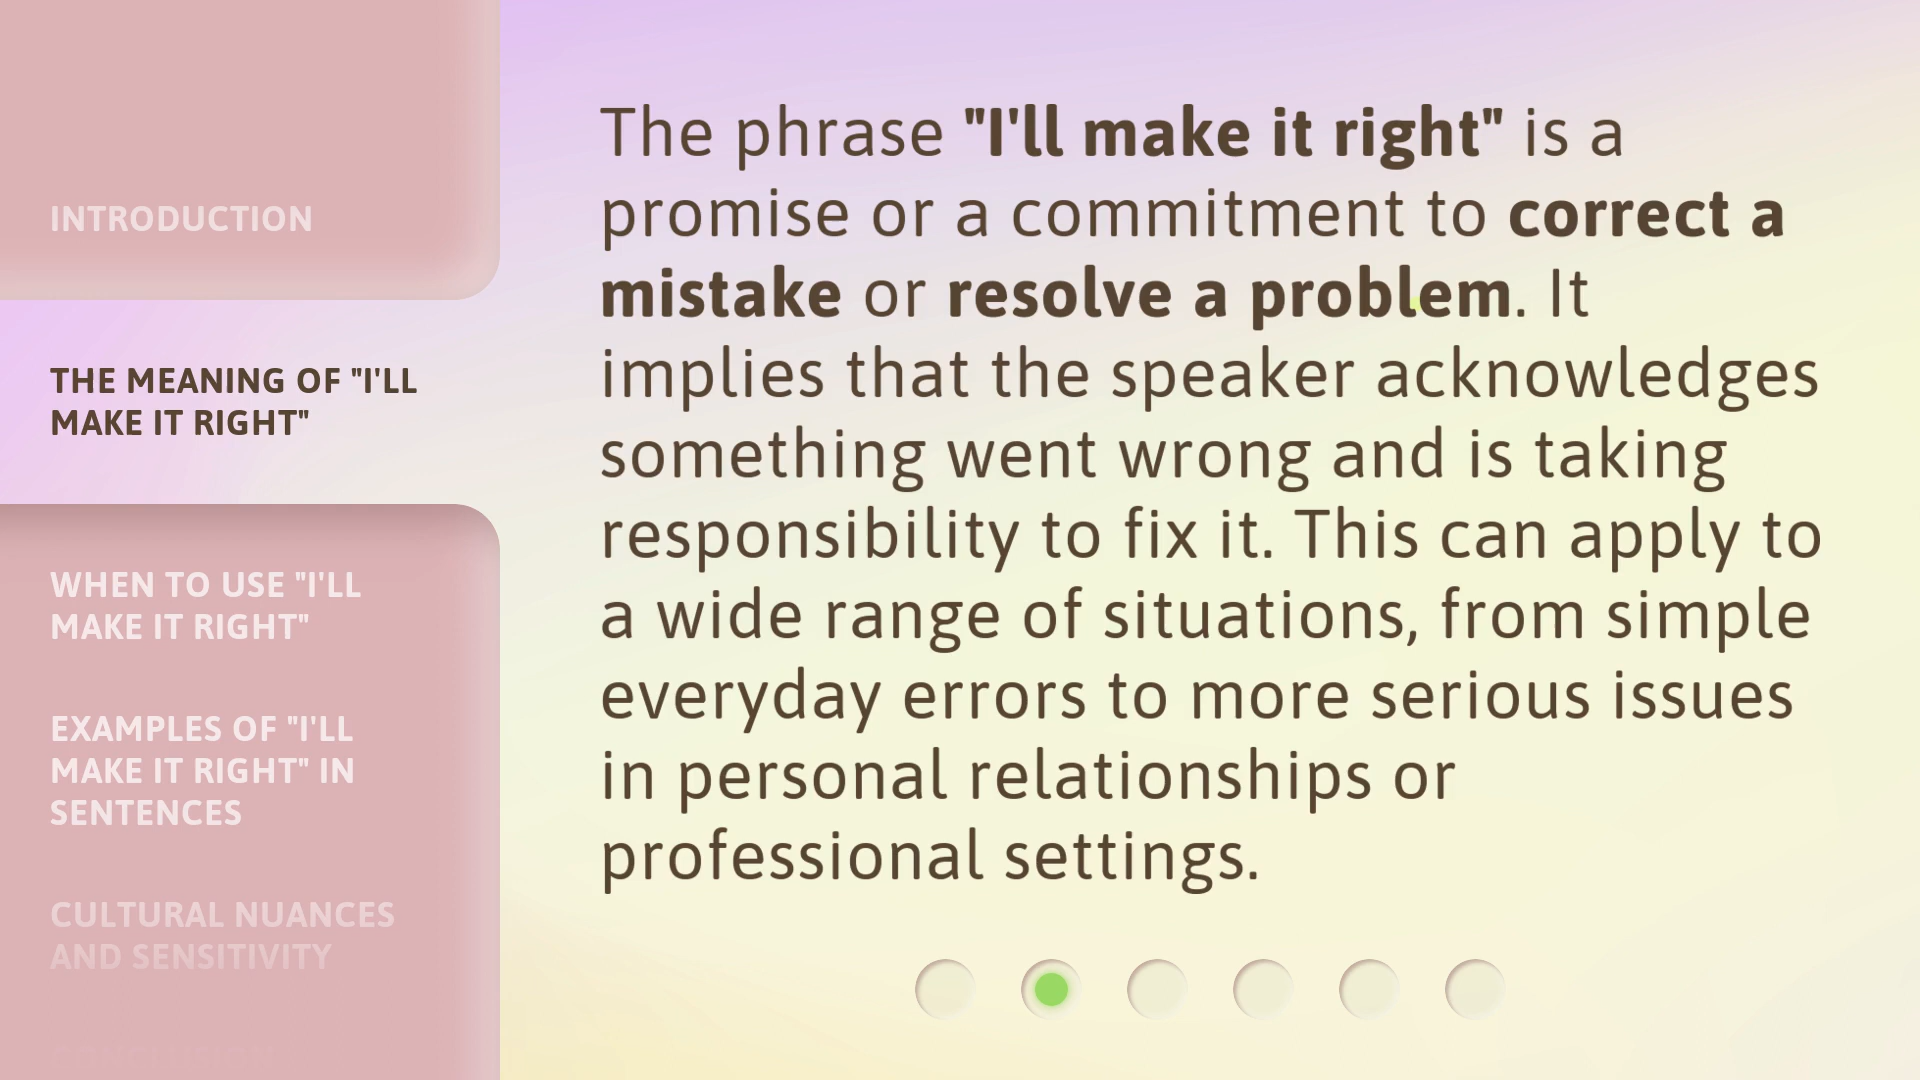 INTRODUCTION
THE MEANING OF "I'LL
MAKE IT RIGHT"
WHEN TO USE "I'LL
MAKE IT RIGHT"
EXAMPLES OF "I'LL
MAKE IT RIGHT" IN
SENTENCES
CULTURAL NUANCES
AND SENSITIVITY
CONCLUSION
The phrase "I'll make it right" is a
promise or a commitment to correct a
mistake or resolve a problem. It
implies that the speaker acknowledges
something went wrong and is taking
responsibility to fix it. This can apply to
a wide range of situations, from simple
everyday errors to more serious issues
in personal relationships or
professional settings.